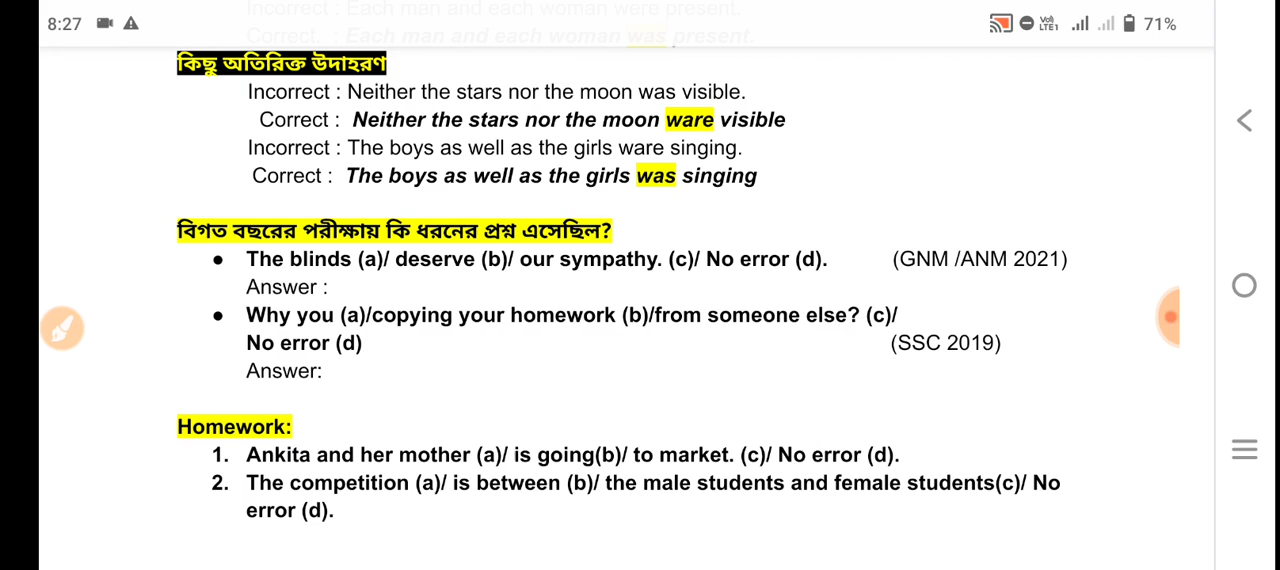 8:27
71%
Incorrect : Each man and each woman were present.
Correct. Each man and each woman was present.
কিছু অতিরিক্ত উদাহরণ
Incorrect : Neither the stars nor the moon was visible.
Correct : Neither the stars nor the moon ware visible
Incorrect : The boys as well as the girls ware singing.
Correct : The boys as well as the girls was singing
বিগত বছরের পরীক্ষায় কি ধরনের প্রশ্ন এসেছিল?
● The blinds (a)/ deserve (b)/ our sympathy. (c)/ No error (d). (GNM /ANM 2021)
Answer :
● Why you (a)/copying your homework (b)/from someone else? (c)/
No error (d) (SSC 2019)
Answer:
Homework:
1. Ankita and her mother (a)/ is going(b)/ to market. (c)/ No error (d).
2. The competition (a)/ is between (b)/ the male students and female students(c)/ No
error (d).